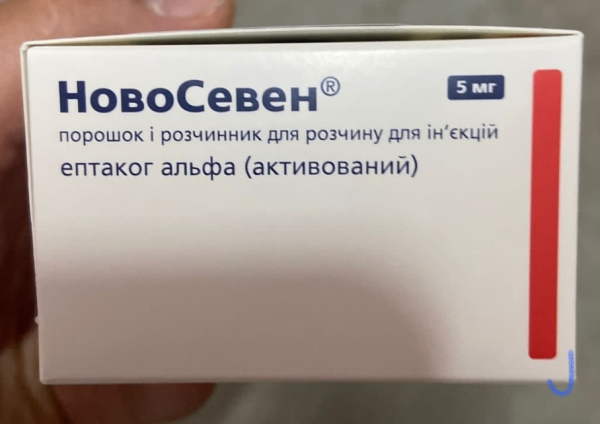 НовоСевен®
5 мг
порошок і розчинник для розчину для ін'єкцій
ептаког альфа (активований)